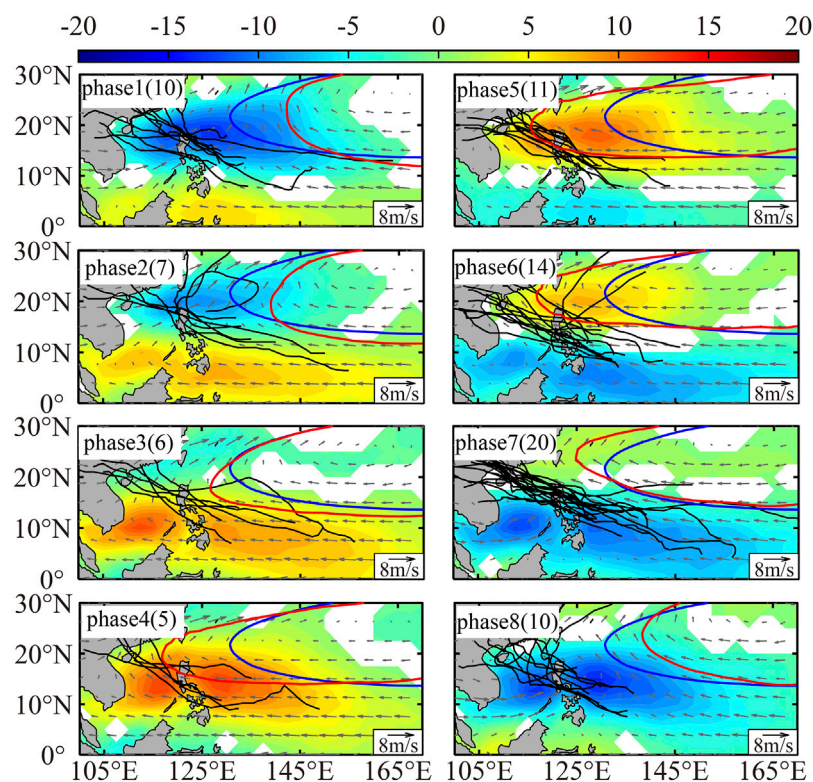 -20 -15 -10 -5 0 5 10 15 20
30°N phase1(10) phase5(11)
20°N
10°N
0° 8m/s 8m/s
30°N phase2(7) phase6(14)
20°N
10°N
0° 8m/s 8m/s
30°N phase3(6) phase7(20)
20°N
10°N
0° 8m/s 8m/s
30°N phase4(5) phase8(10)
20°N
10°N
0° 8m/s 8m/s
105°E 125°E 145°E 165°E 105°E 125°E 145°E 165°E